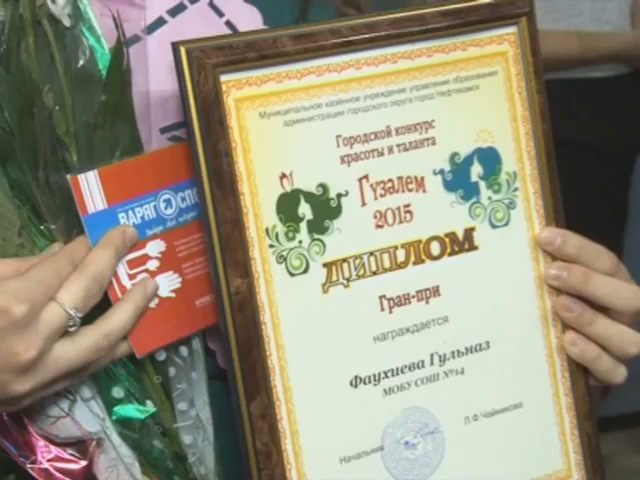 Муниципальное казённое учреждение управление образования
администрации городского округа город Нефтекамск
Городской конкурс
красоты и таланта
Гүзәлем
2015
ДИПЛОМ
Гран-при
награждается
Фаухиева Гульназ
МОБУ СОШ №14
Начальник
Л.Ф.Чайникова
ВАРЯГ СПО